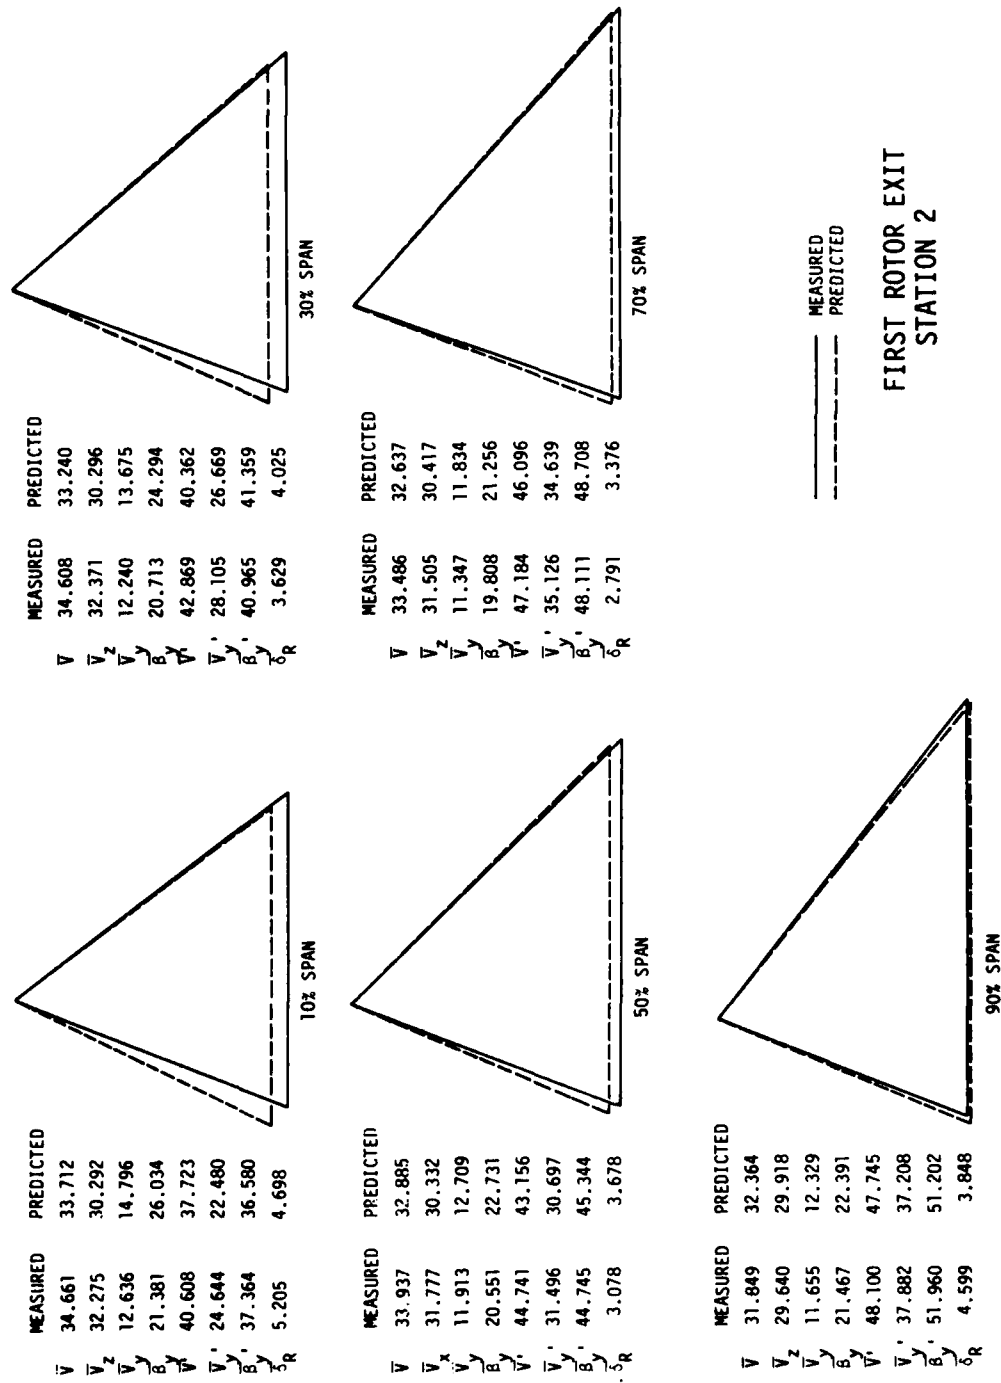 MEASURED PREDICTED
V̄ 34.661 33.712
V̄z 32.275 30.292
V̄y 12.636 14.796
β̄y 21.381 26.034
V̄' 40.608 37.723
V̄y' 24.644 22.480
β̄y' 37.364 36.580
δ̄R 5.205 4.698
10% SPAN
MEASURED PREDICTED
V̄ 34.608 33.240
V̄z 32.371 30.296
V̄y 12.240 13.675
β̄y 20.713 24.294
V̄' 42.869 40.362
V̄y' 28.105 26.669
β̄y' 40.965 41.359
δ̄R 3.629 4.025
30% SPAN
MEASURED PREDICTED
V̄ 33.937 32.885
V̄x 31.777 30.332
V̄y 11.913 12.709
β̄y 20.551 22.731
V̄' 44.741 43.156
V̄y' 31.496 30.697
β̄y' 44.745 45.344
δ̄R 3.078 3.678
50% SPAN
MEASURED PREDICTED
V̄ 33.486 32.637
V̄z 31.505 30.417
V̄y 11.347 11.834
β̄y 19.808 21.256
V̄' 47.184 46.096
V̄y' 35.126 34.639
β̄y' 48.111 48.708
δ̄R 2.791 3.376
70% SPAN
MEASURED PREDICTED
V̄ 31.849 32.364
V̄z 29.640 29.918
V̄y 11.655 12.329
β̄y 21.467 22.391
V̄' 48.100 47.745
V̄y' 37.882 37.208
β̄y' 51.960 51.202
δ̄R 4.599 3.848
90% SPAN
MEASURED
PREDICTED
FIRST ROTOR EXIT
STATION 2